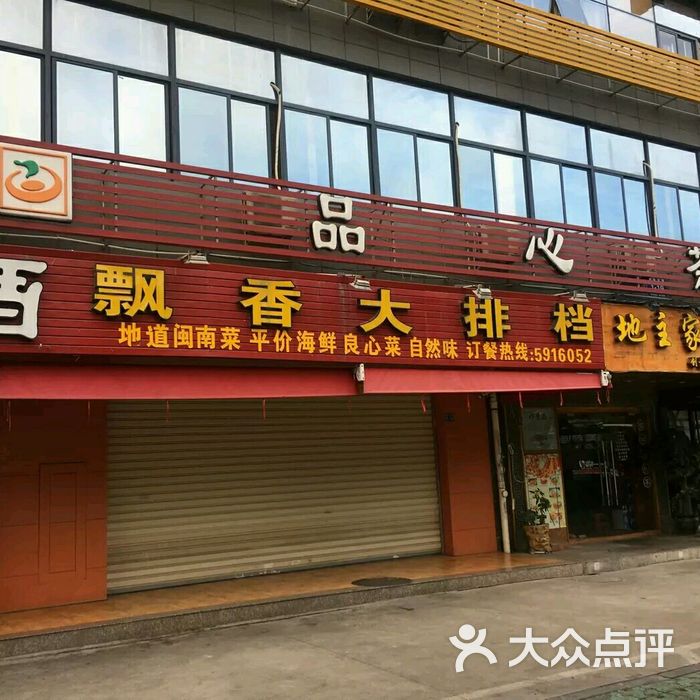 品心
酒
飘香大排档
地道闽南菜 平价海鲜 良心菜 自然味 订餐热线:5916052
地主家
大众点评